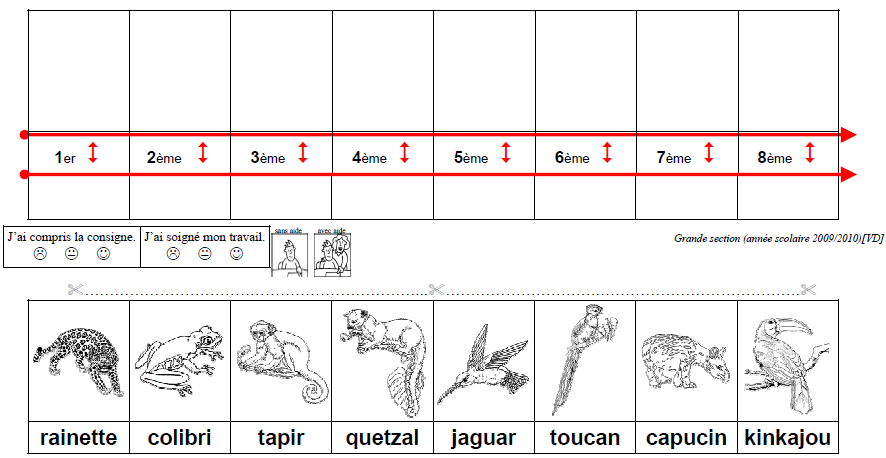 1er 2ème 3ème 4ème 5ème 6ème 7ème 8ème
J'ai compris la consigne. J'ai soigné mon travail. sans aide avec aide
Grande section (année scolaire 2009/2010)[VD]
rainette colibri tapir quetzal jaguar toucan capucin kinkajou